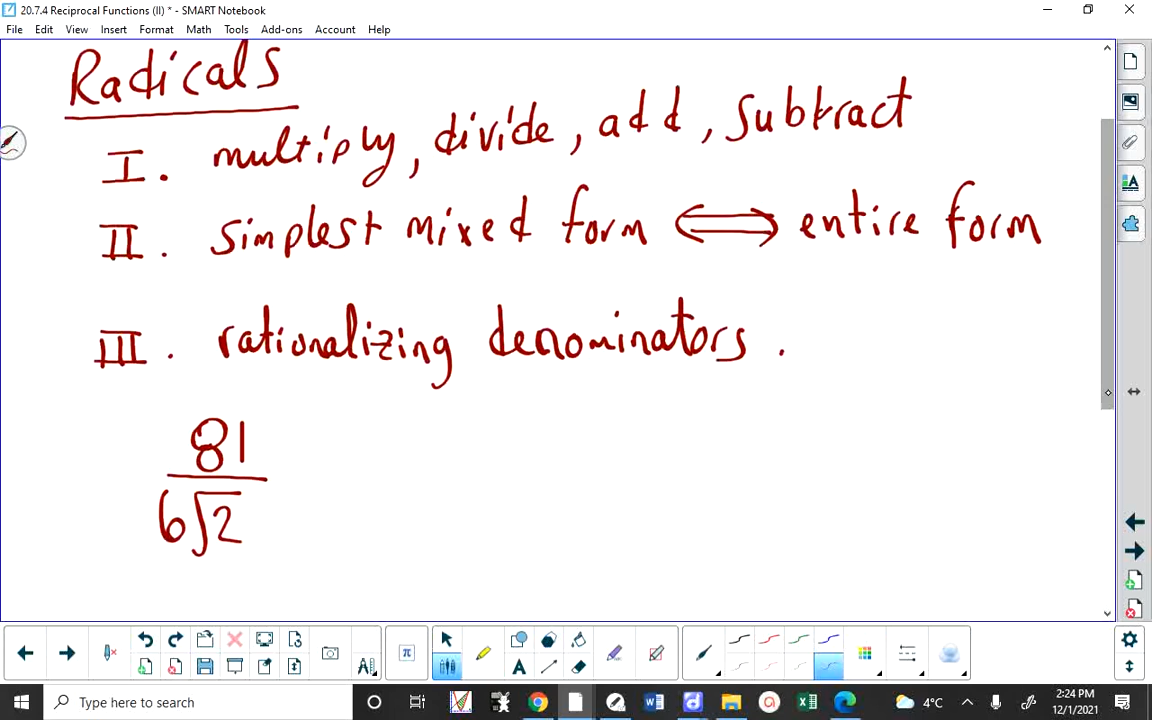 20.7.4 Reciprocal Functions (II) * - SMART Notebook
File Edit View Insert Format Math Tools Add-ons Account Help
Radicals
I. multiply, divide, add, subtract
II. simplest mixed form ⟺ entire form
III. rationalizing denominators.
81
6√2
Type here to search
4°C
2:24 PM
12/1/2021